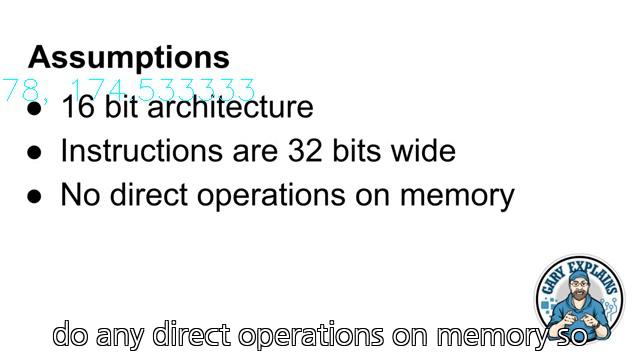 Assumptions
78, 174.533333
● 16 bit architecture
● Instructions are 32 bits wide
● No direct operations on memory
GARY EXPLAINS
do any direct operations on memory so